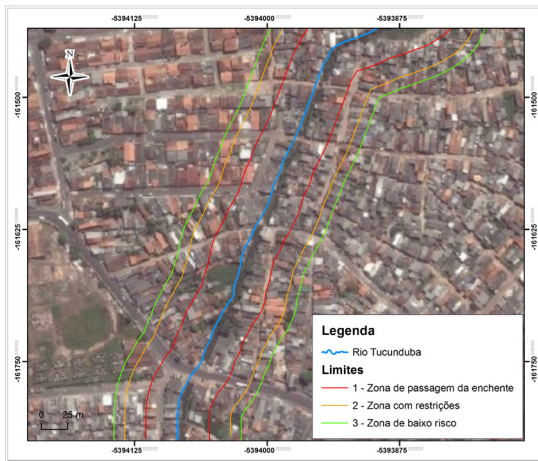 -5394125 -5394000 -5393875
N
-161500 -161500
-161625 -161625
-161750 -161750
Legenda
Rio Tucunduba
Limites
1 - Zona de passagem da enchente
2 - Zona com restrições
3 - Zona de baixo risco
0 25 m
-5394125 -5394000 -5393875